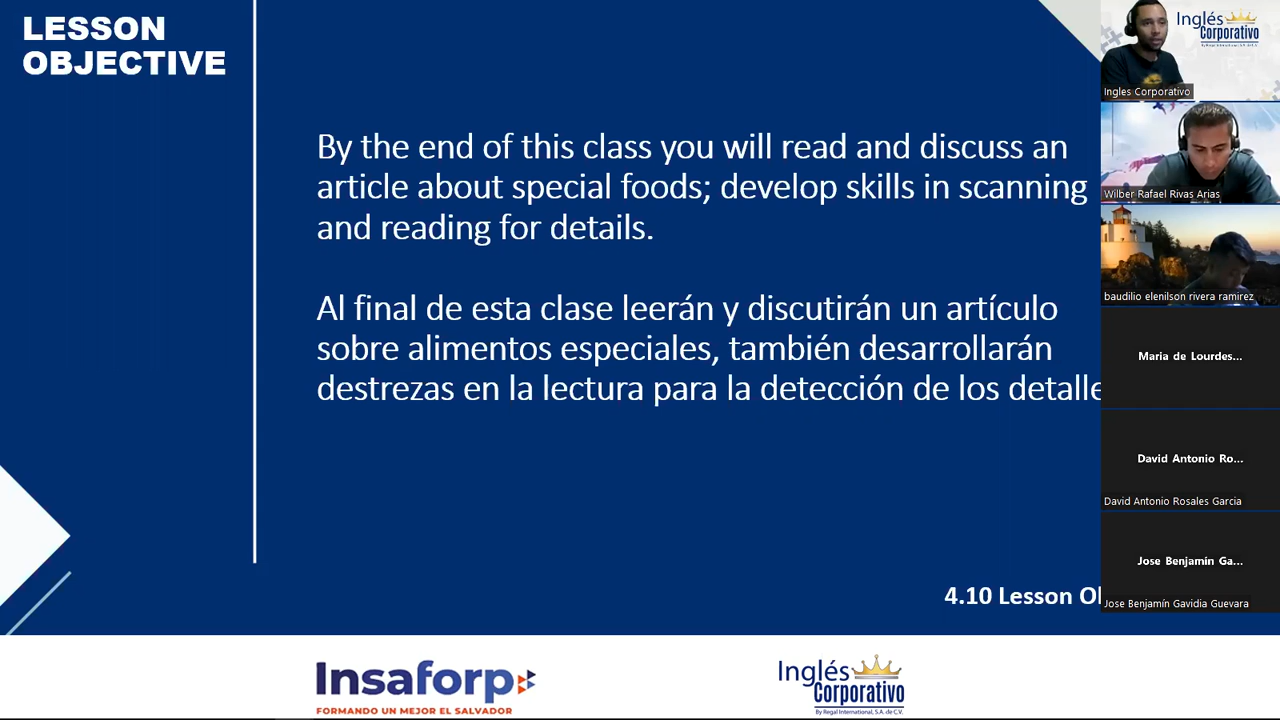 LESSON
OBJECTIVE
By the end of this class you will read and discuss an
article about special foods; develop skills in scanning
and reading for details.
Al final de esta clase leerán y discutirán un artículo
sobre alimentos especiales, también desarrollarán
destrezas en la lectura para la detección de los detalle
4.10 Lesson O
Insaforp
FORMANDO UN MEJOR EL SALVADOR
Inglés
Corporativo
By Regal International, S.A. de C.V.
Inglés
Corporativo
Ingles Corporativo
Wilber Rafael Rivas Arias
baudilio elenilson rivera ramirez
Maria de Lourdes...
David Antonio Ro...
David Antonio Rosales Garcia
Jose Benjamin Ga...
Jose Benjamín Gavidia Guevara